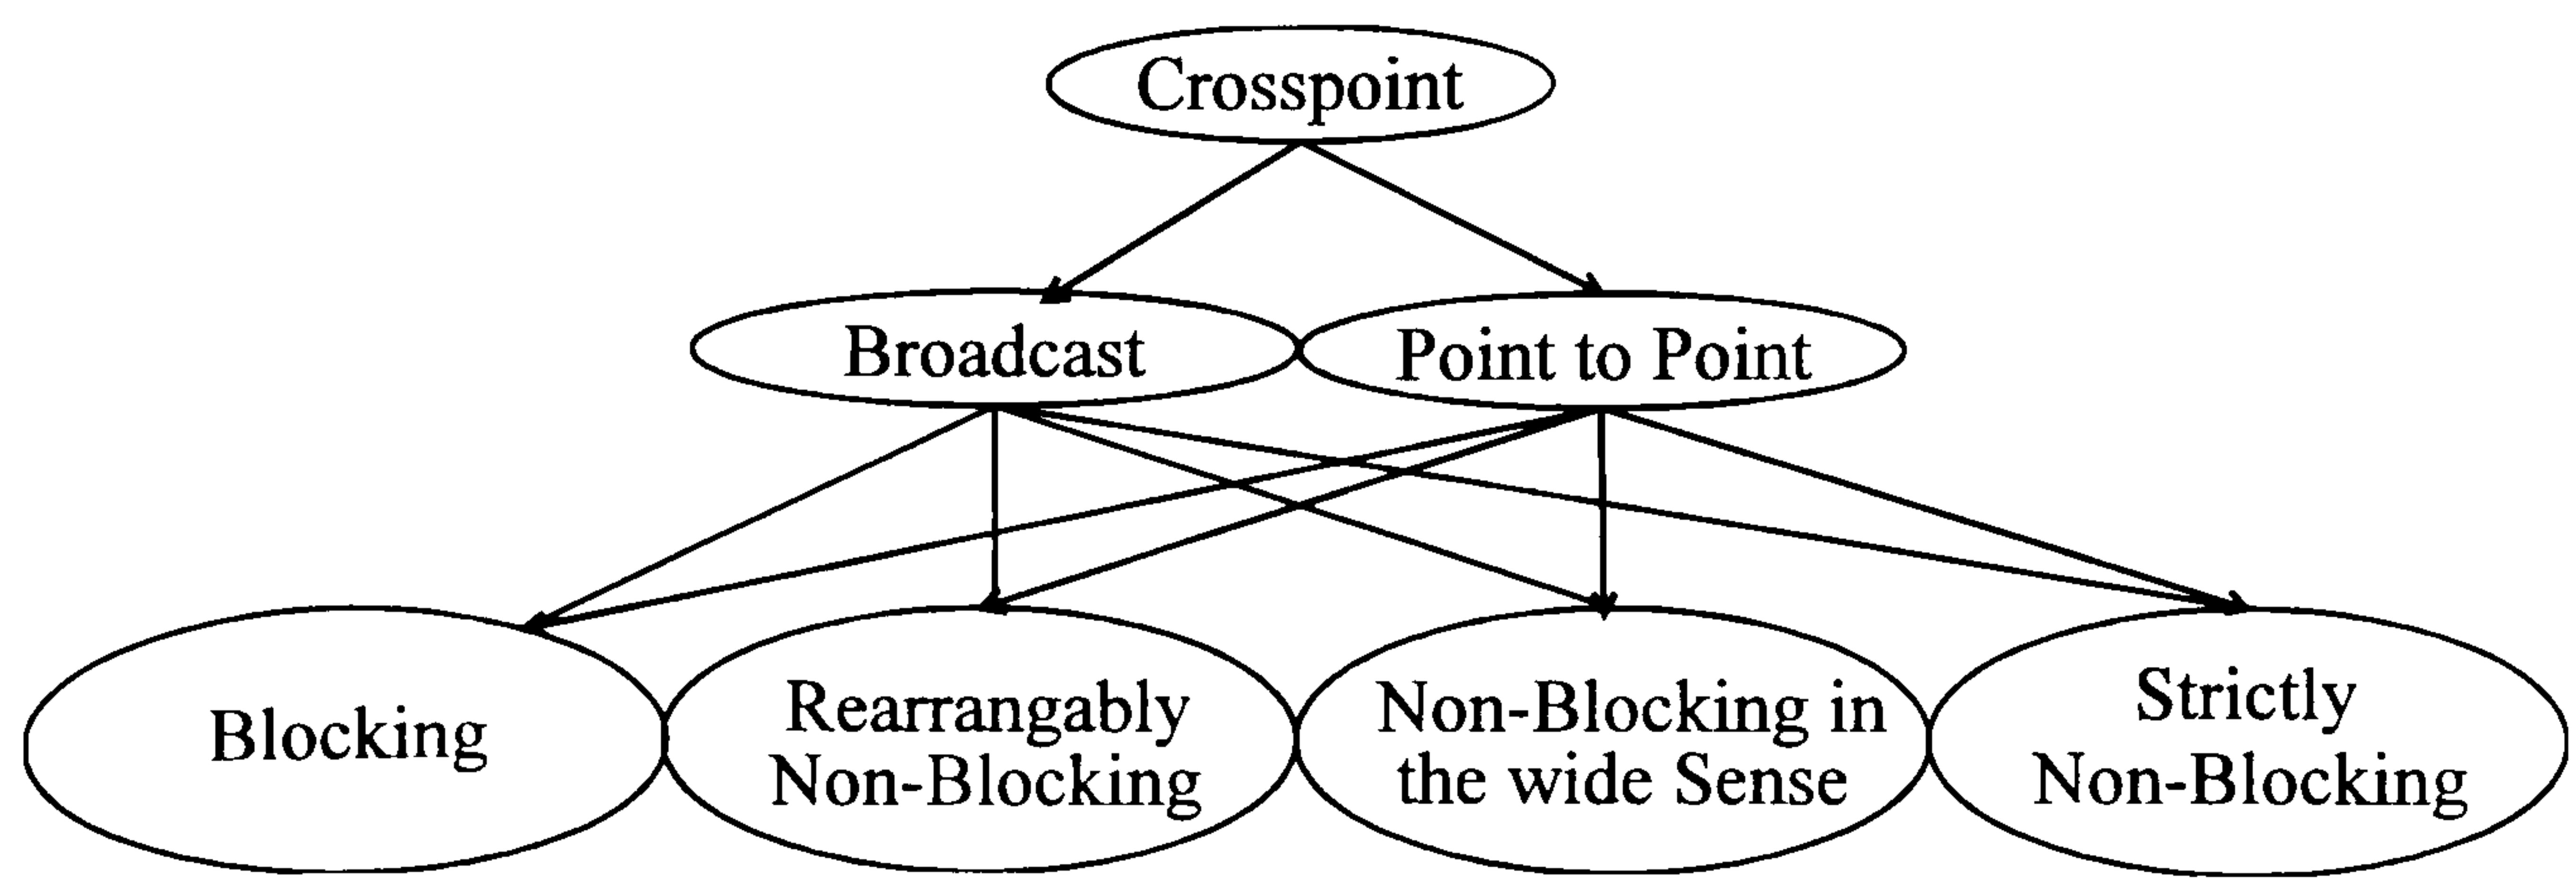 Crosspoint
Broadcast
Point to Point
Blocking
Rearrangably
Non-Blocking
Non-Blocking in
the wide Sense
Strictly
Non-Blocking